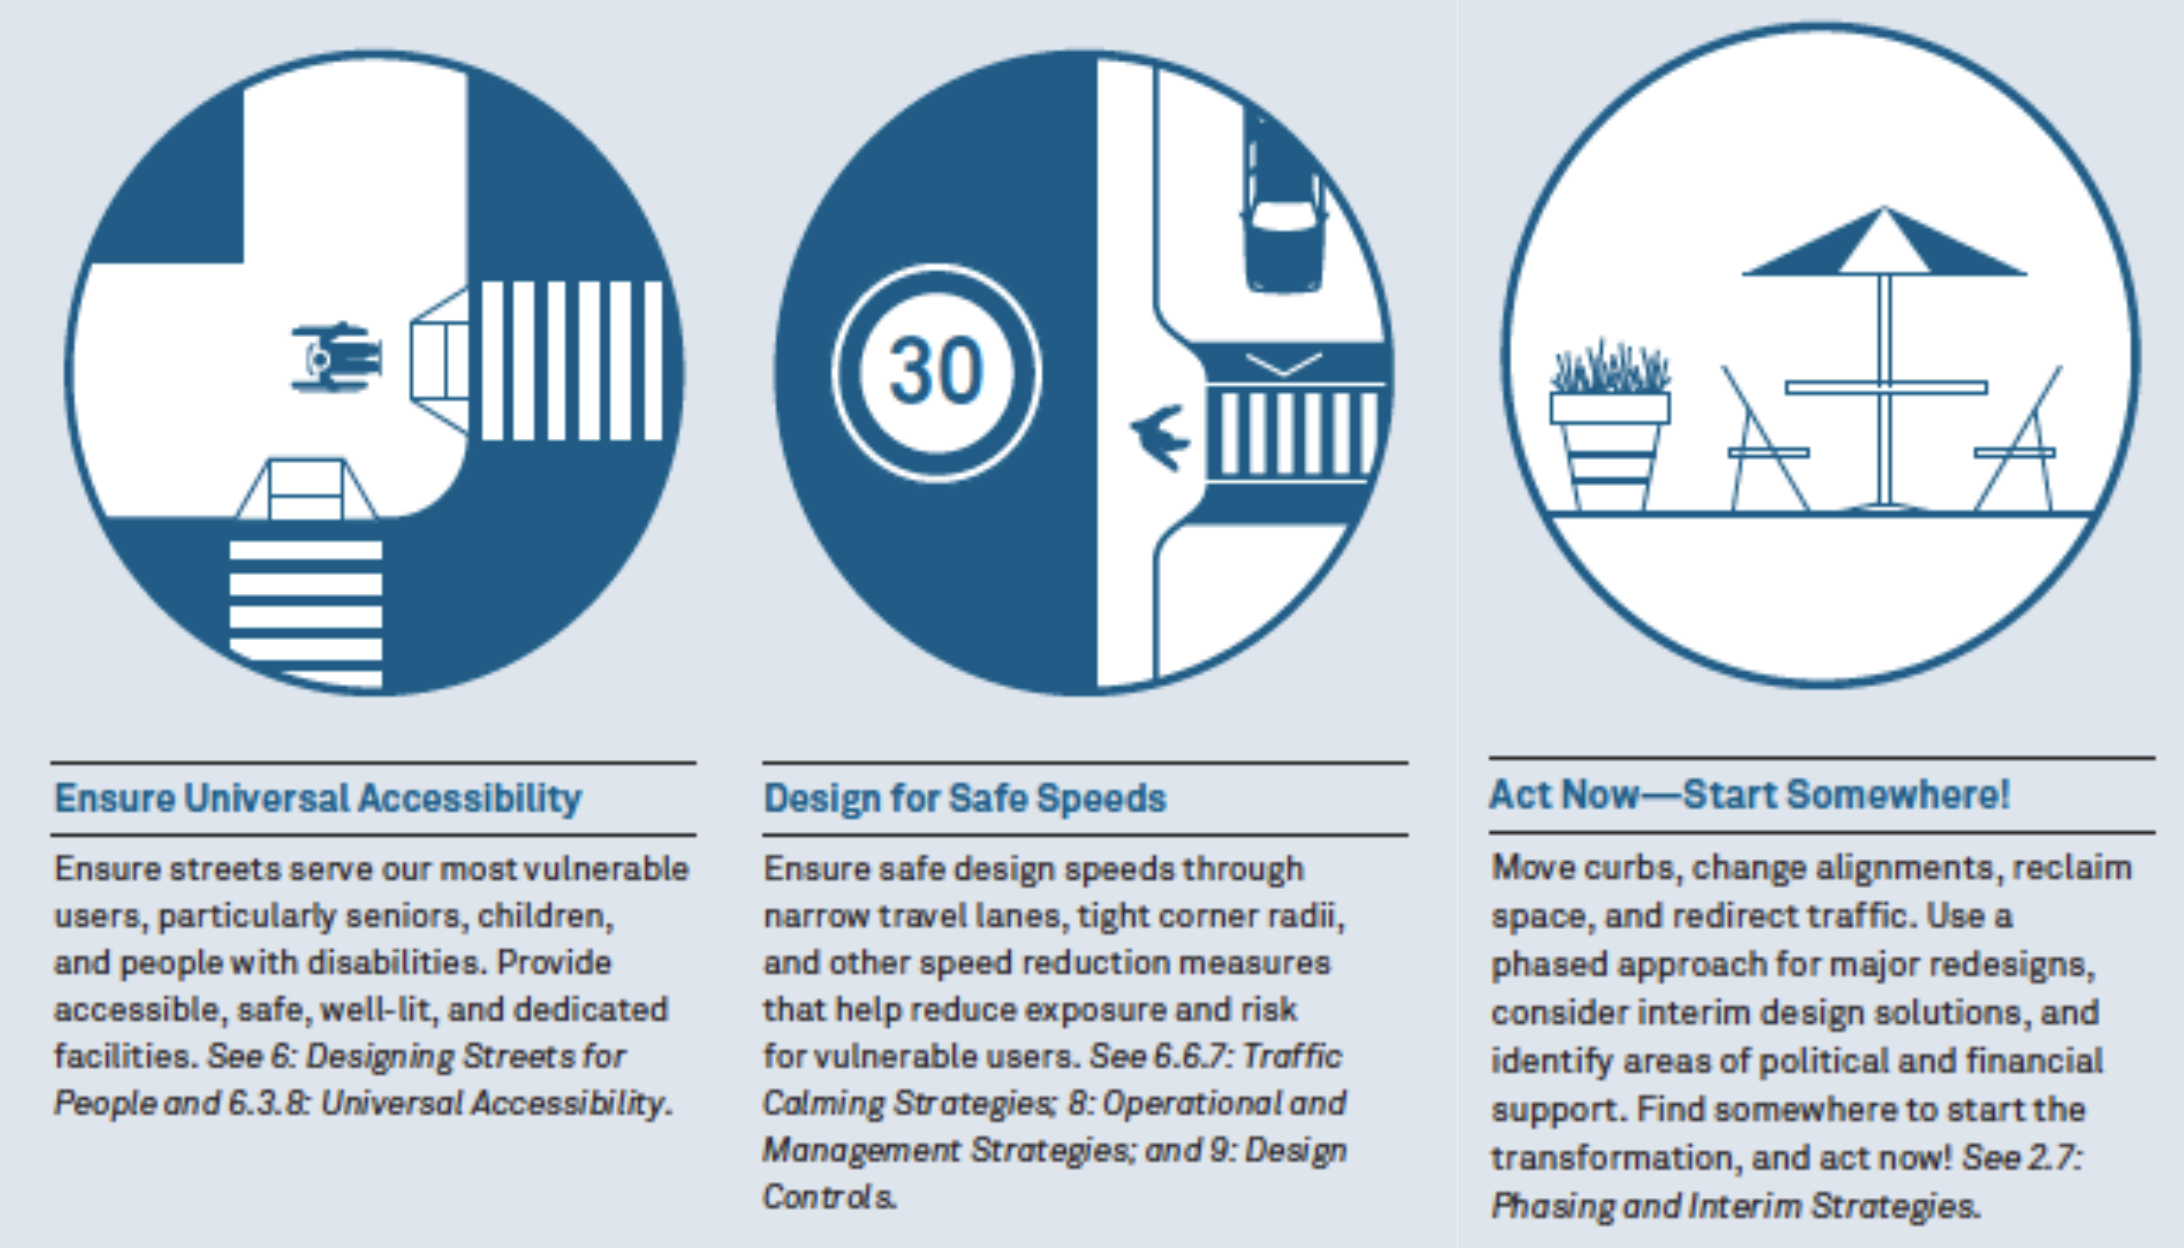 30
Ensure Universal Accessibility
Ensure streets serve our most vulnerable
users, particularly seniors, children,
and people with disabilities. Provide
accessible, safe, well-lit, and dedicated
facilities. See 6: Designing Streets for
People and 6.3.8: Universal Accessibility.
Design for Safe Speeds
Ensure safe design speeds through
narrow travel lanes, tight corner radii,
and other speed reduction measures
that help reduce exposure and risk
for vulnerable users. See 6.6.7: Traffic
Calming Strategies; 8: Operational and
Management Strategies; and 9: Design
Controls.
Act Now—Start Somewhere!
Move curbs, change alignments, reclaim
space, and redirect traffic. Use a
phased approach for major redesigns,
consider interim design solutions, and
identify areas of political and financial
support. Find somewhere to start the
transformation, and act now! See 2.7:
Phasing and Interim Strategies.